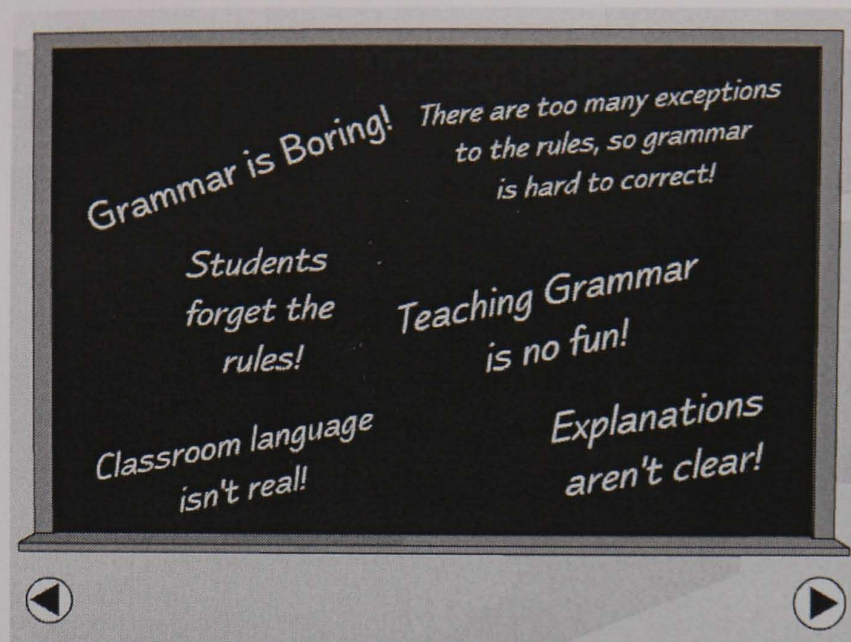 Grammar is Boring!
There are too many exceptions
to the rules, so grammar
is hard to correct!
Students
forget the
rules!
Teaching Grammar
is no fun!
Classroom language
isn't real!
Explanations
aren't clear!